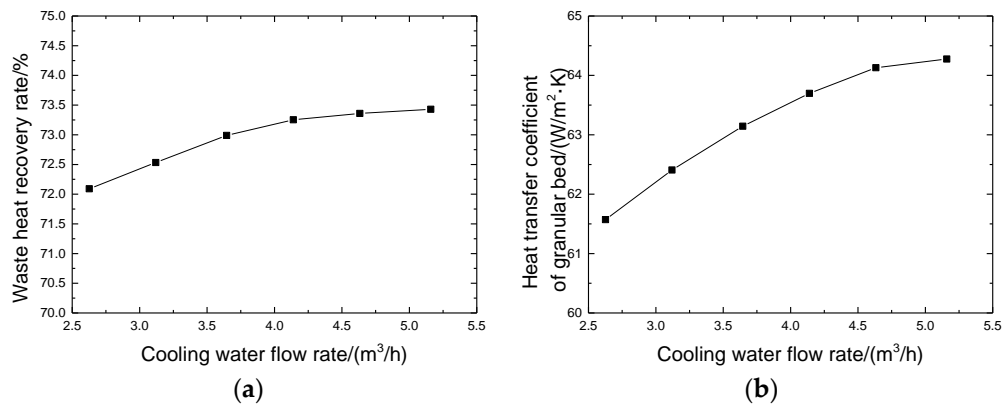 75.0
74.5
74.0
73.5
73.0
72.5
72.0
71.5
71.0
70.5
70.0
Waste heat recovery rate/%
2.5 3.0 3.5 4.0 4.5 5.0 5.5
Cooling water flow rate/(m³/h)
(a)
65
64
63
62
61
60
Heat transfer coefficient
of granular bed/(W/m²·K)
2.5 3.0 3.5 4.0 4.5 5.0 5.5
Cooling water flow rate/(m³/h)
(b)